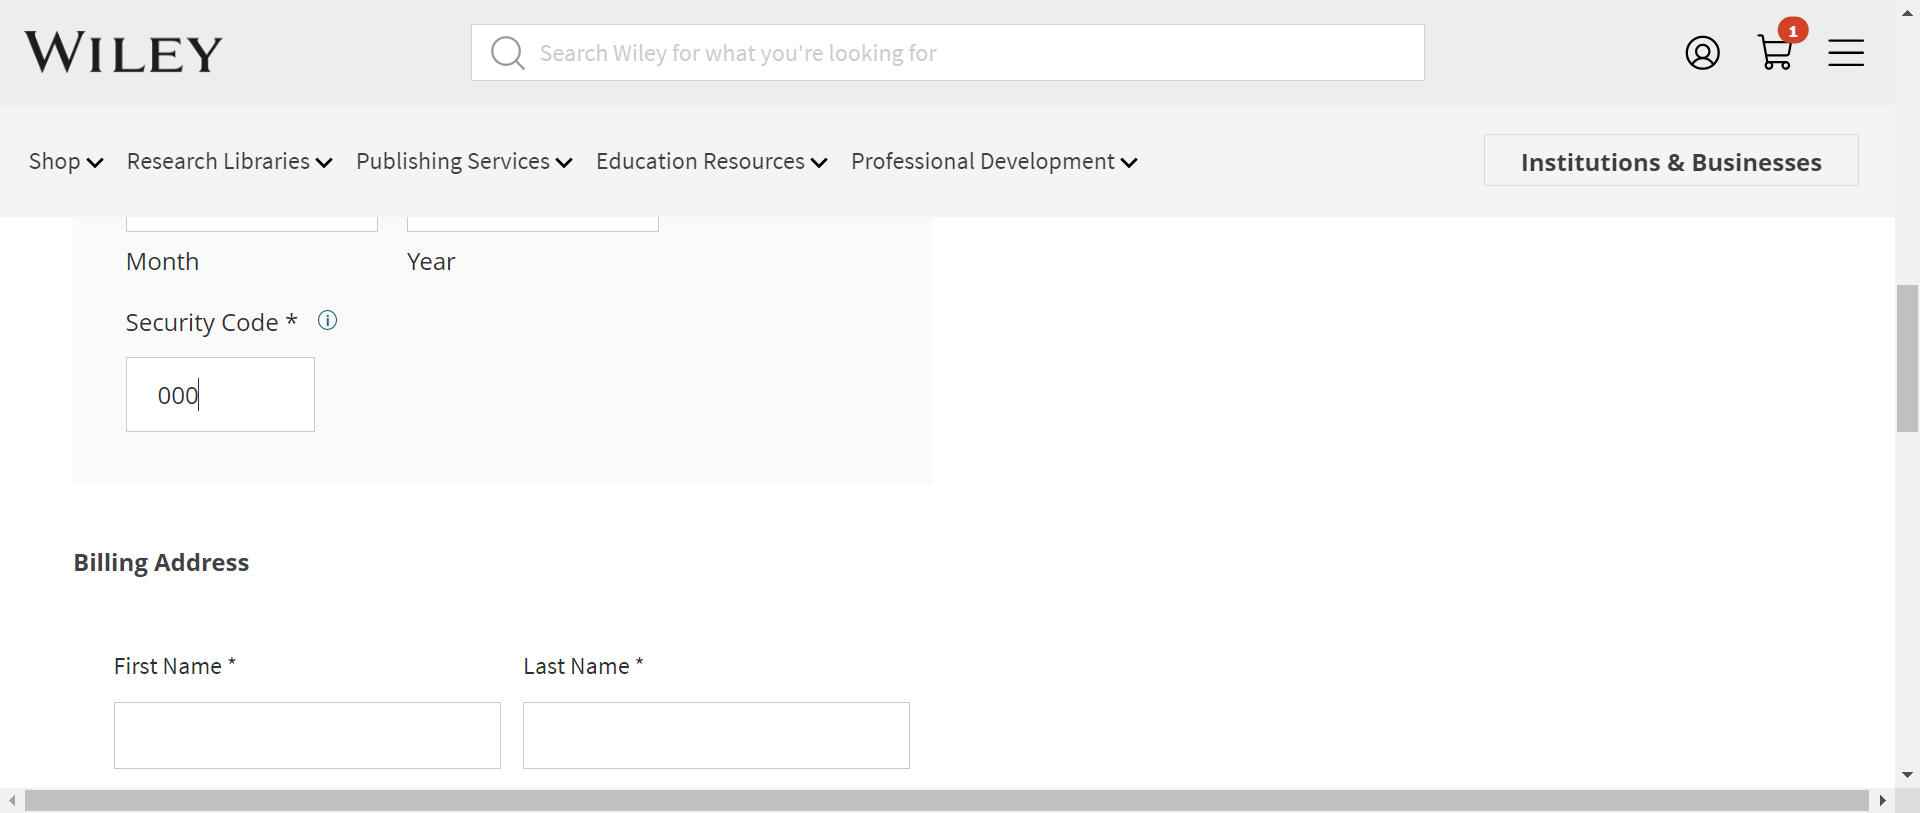 WILEY
Search Wiley for what you're looking for
1
Shop Research Libraries Publishing Services Education Resources Professional Development Institutions & Businesses
Month Year
Security Code *
000
Billing Address
First Name * Last Name *